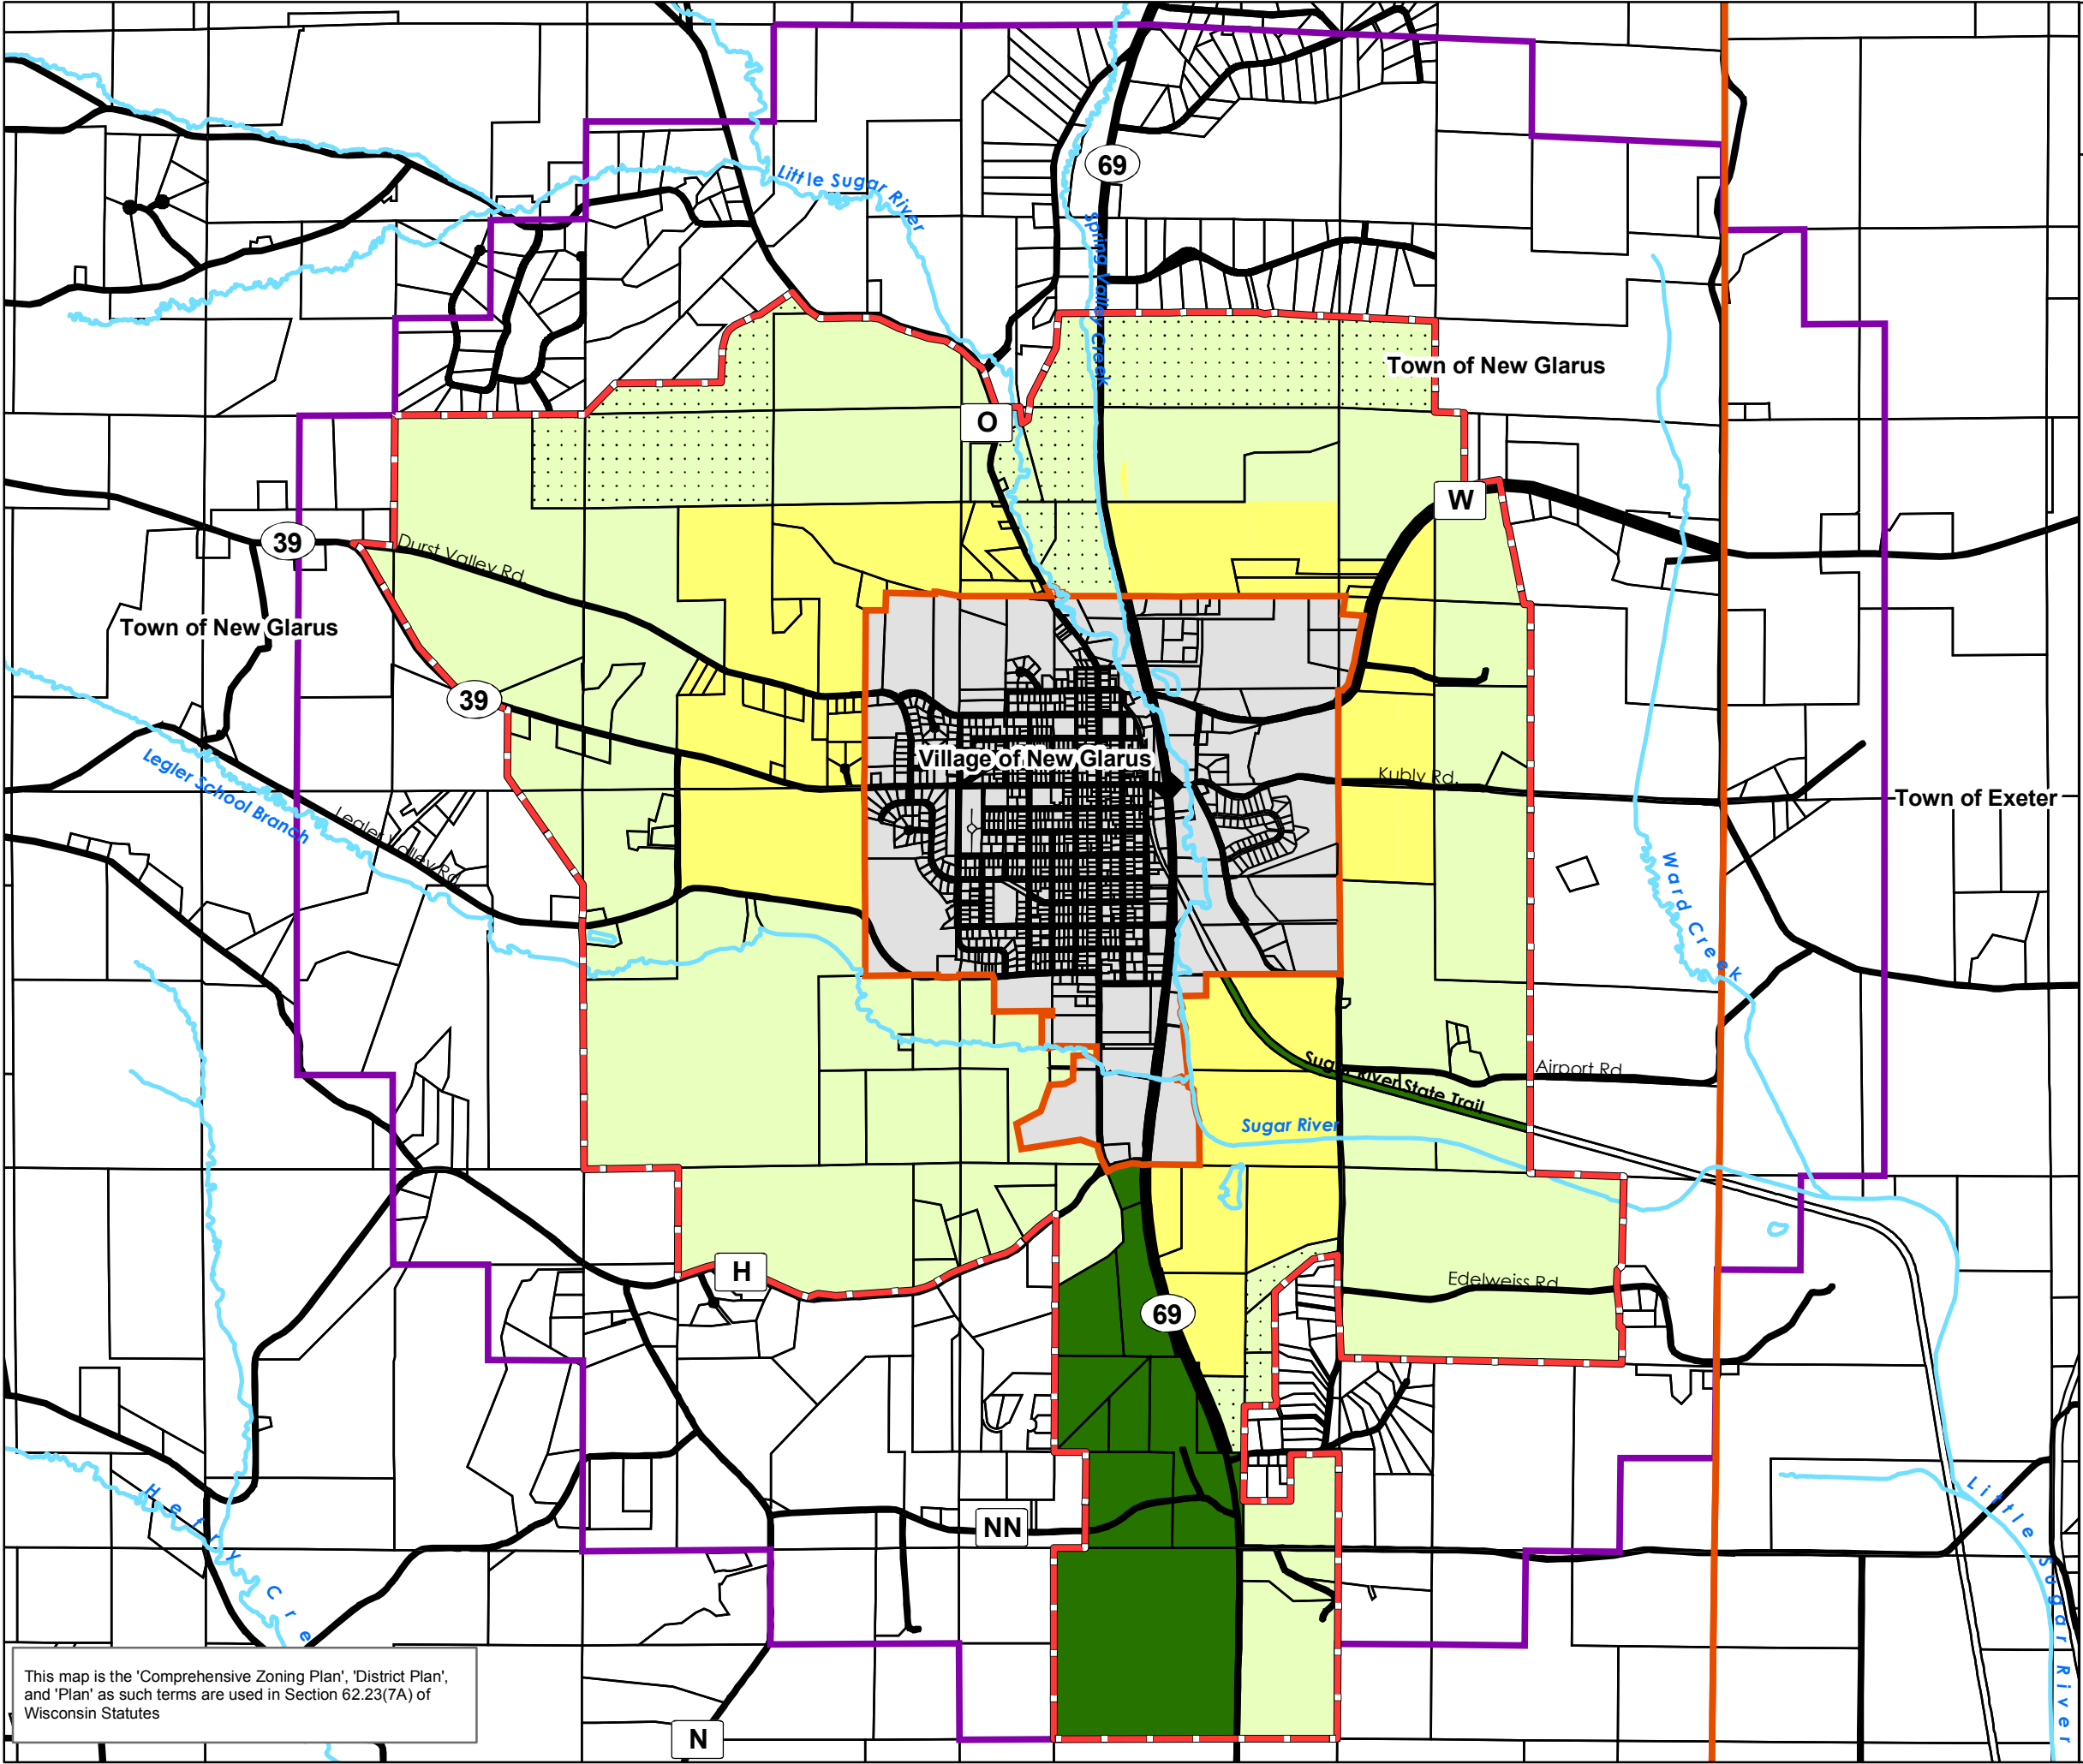 69
Little Sugar River
Spring Valley Creek
Town of New Glarus
O
W
39
Durst Valley Rd.
Town of New Glarus
39
Village of New Glarus
Kubly Rd.
Town of Exeter
Legler School Branch
Legler Valley Rd.
Ward Creek
Sugar River State Trail
Airport Rd
Sugar River
H
Edelweiss Rd
69
NN
Hefty Cre
Little Sugar River
This map is the 'Comprehensive Zoning Plan', 'District Plan',
and 'Plan' as such terms are used in Section 62.23(7A) of
Wisconsin Statutes
N